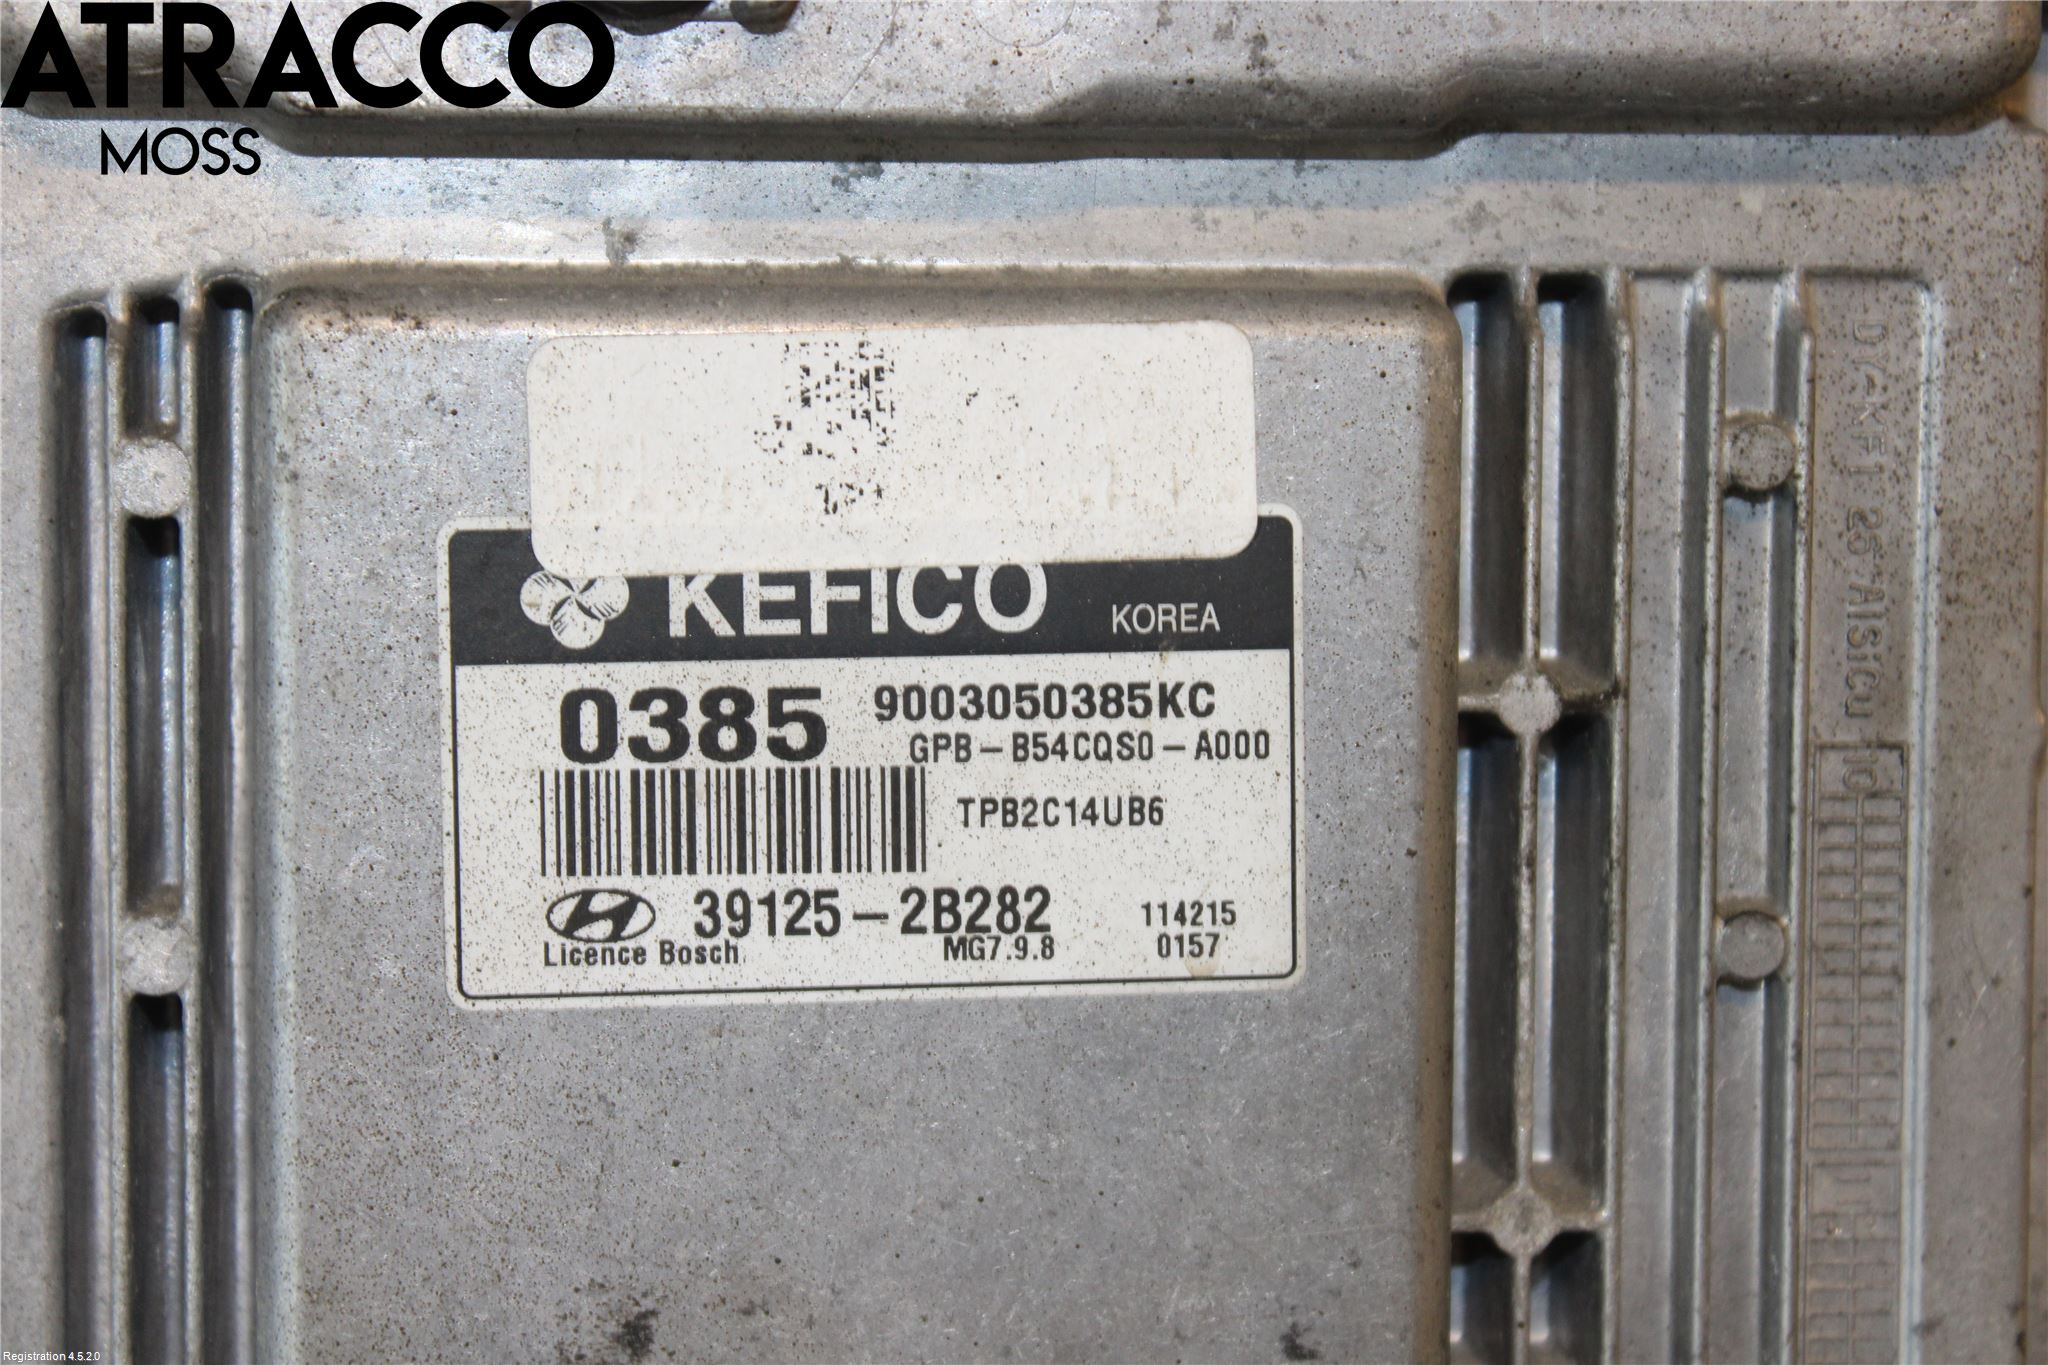 ATRACCO
MOSS
KEFICO KOREA
0385 9003050385KC
GPB-B54CQS0-A000
TPB2C14UB6
39125-2B282 114215
Licence Bosch MG7.9.8 0157
AlSiCu
Registration 4.5.2.0